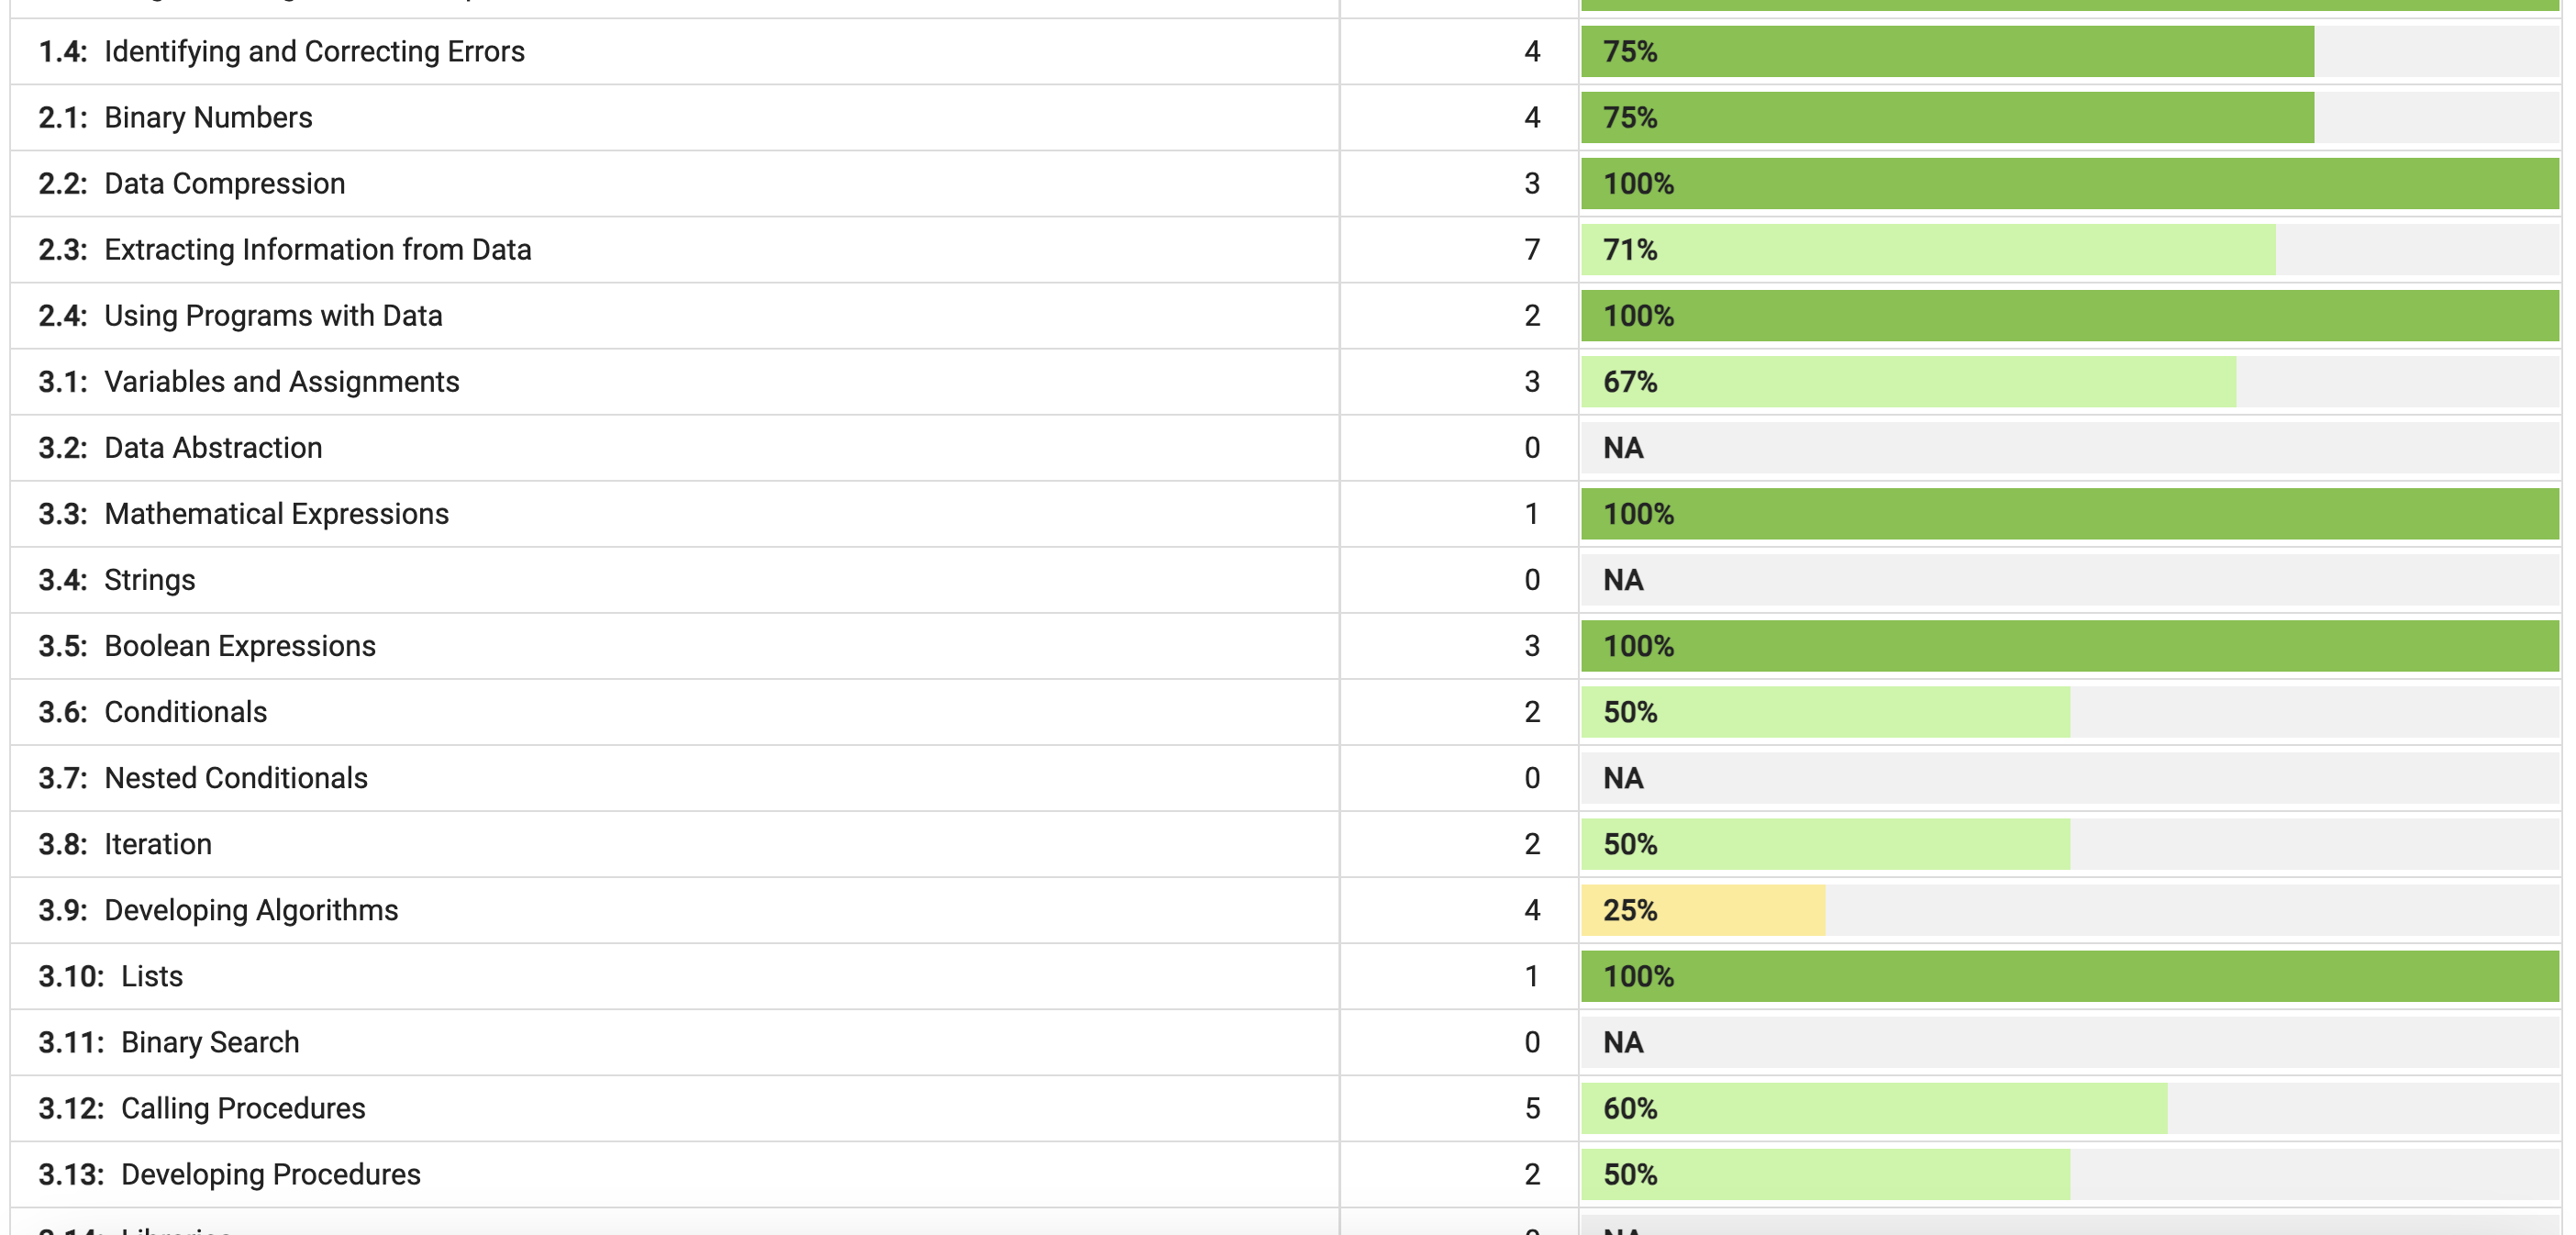 1.4: Identifying and Correcting Errors 4 75%
2.1: Binary Numbers 4 75%
2.2: Data Compression 3 100%
2.3: Extracting Information from Data 7 71%
2.4: Using Programs with Data 2 100%
3.1: Variables and Assignments 3 67%
3.2: Data Abstraction 0 NA
3.3: Mathematical Expressions 1 100%
3.4: Strings 0 NA
3.5: Boolean Expressions 3 100%
3.6: Conditionals 2 50%
3.7: Nested Conditionals 0 NA
3.8: Iteration 2 50%
3.9: Developing Algorithms 4 25%
3.10: Lists 1 100%
3.11: Binary Search 0 NA
3.12: Calling Procedures 5 60%
3.13: Developing Procedures 2 50%